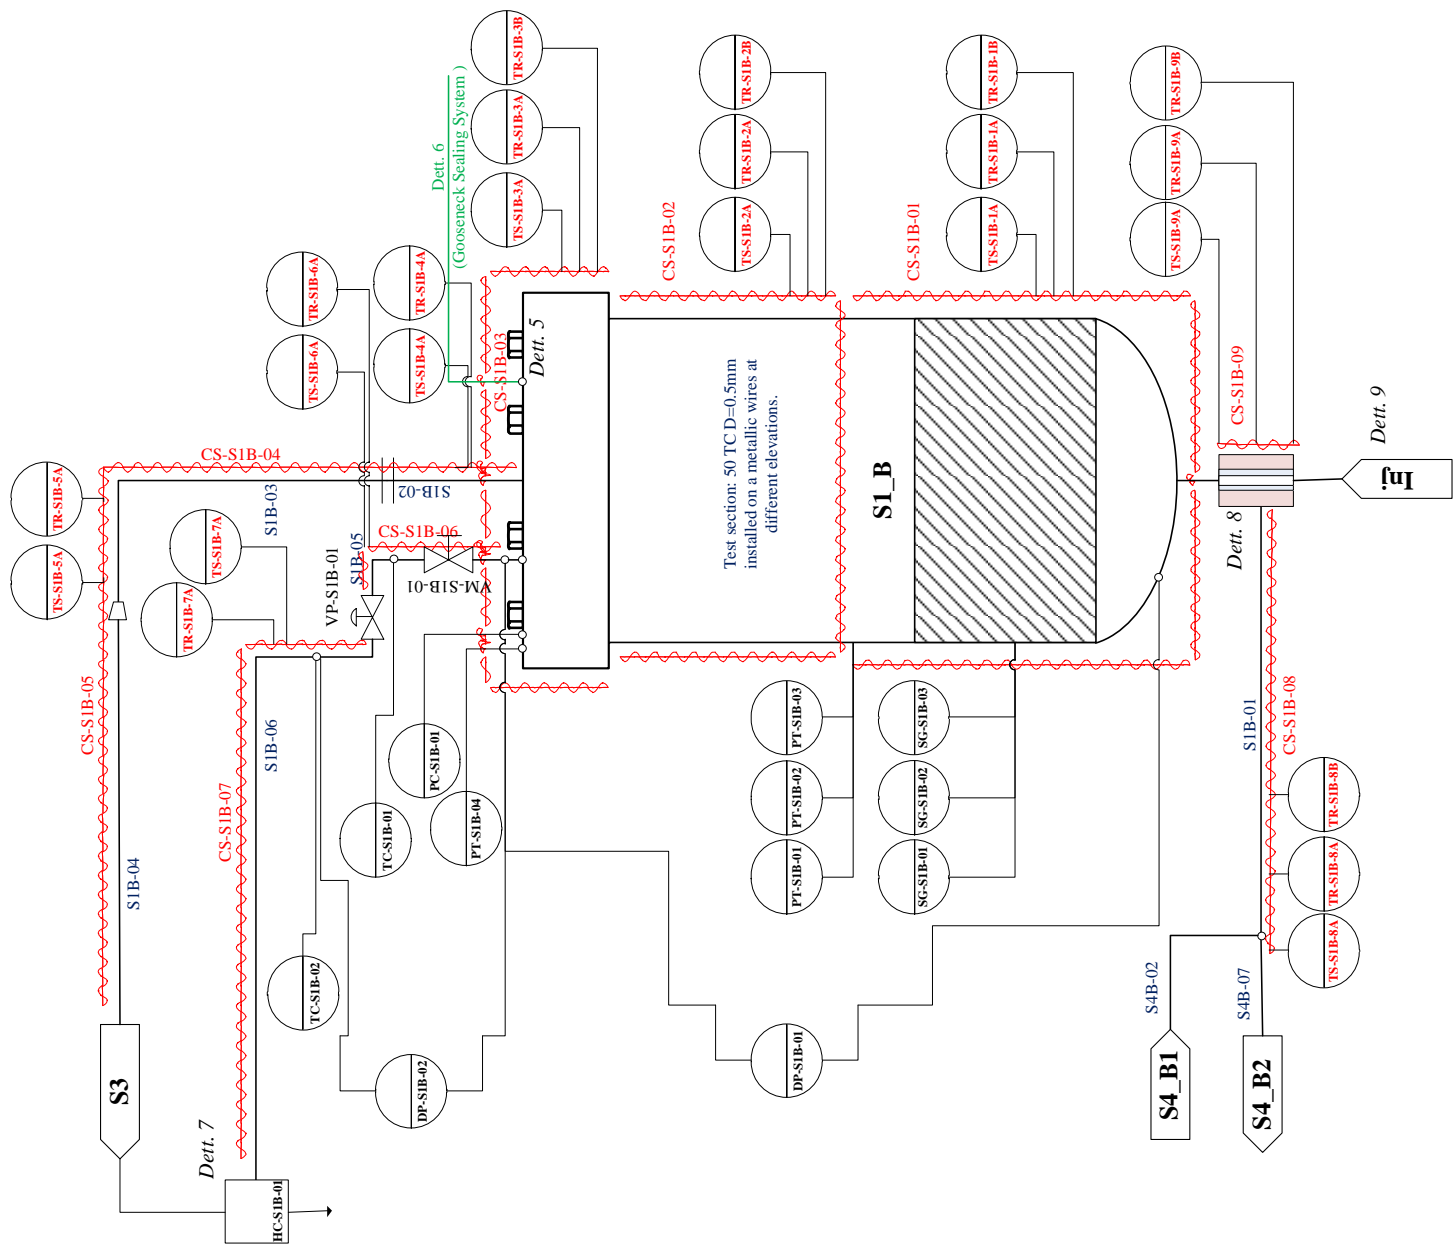 TR-S1B-3B
TR-S1B-3A
TS-S1B-3A
Dett. 6
(Gooseneck Sealing System )
TR-S1B-2B
TR-S1B-2A
TS-S1B-2A
TR-S1B-1B
TR-S1B-1A
TS-S1B-1A
TR-S1B-9B
TR-S1B-9A
TS-S1B-9A
TR-S1B-6A
TS-S1B-6A
TR-S1B-4A
TS-S1B-4A
CS-S1B-02
CS-S1B-01
CS-S1B-03
Dett. 5
CS-S1B-09
Dett. 9
CS-S1B-04
TR-S1B-5A
TS-S1B-5A
S1B-03
S1B-02
TS-S1B-7A
TR-S1B-7A
VP-S1B-01
S1B-05
CS-S1B-06
VM-S1B-01
Test section: 50 TC D=0.5mm
installed on a metallic wires at
different elevations.
S1_B
Inj
Dett. 8
CS-S1B-05
S1B-06
CS-S1B-07
S1B-04
PC-S1B-01
PT-S1B-04
TC-S1B-01
TC-S1B-02
PT-S1B-03
PT-S1B-02
PT-S1B-01
SG-S1B-03
SG-S1B-02
SG-S1B-01
S1B-01
CS-S1B-08
TR-S1B-8B
TR-S1B-8A
TS-S1B-8A
S4B-02
S4B-07
S3
DP-S1B-02
DP-S1B-01
S4_B1
S4_B2
Dett. 7
HC-S1B-01